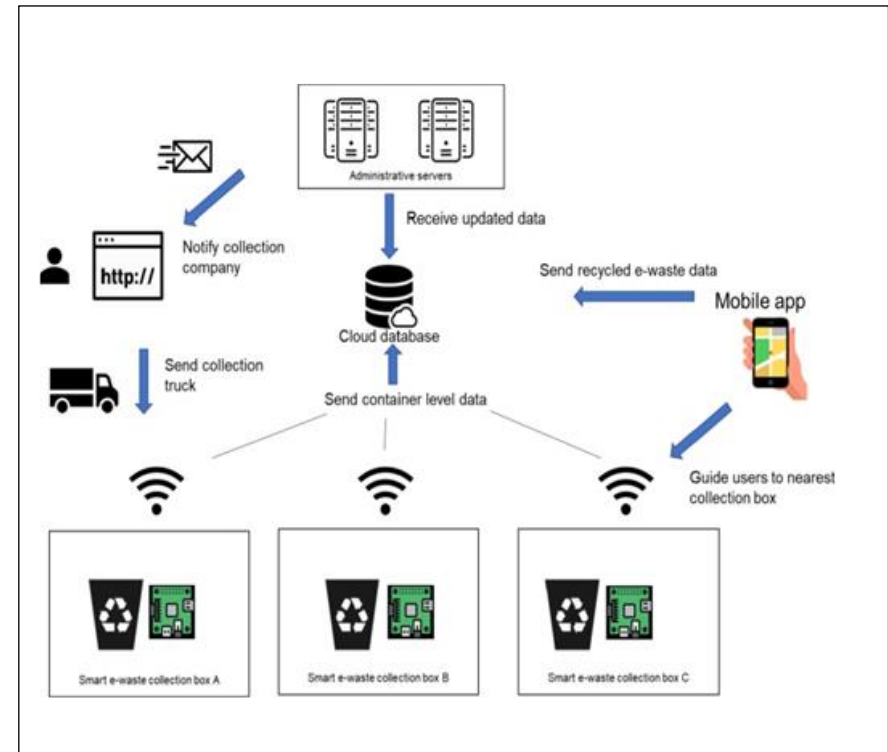 Administrative servers
Receive updated data
Notify collection
company
http://
Send recycled e-waste data
Mobile app
Cloud database
Send collection
truck
Send container level data
Guide users to nearest
collection box
Smart e-waste collection box A
Smart e-waste collection box B
Smart e-waste collection box C